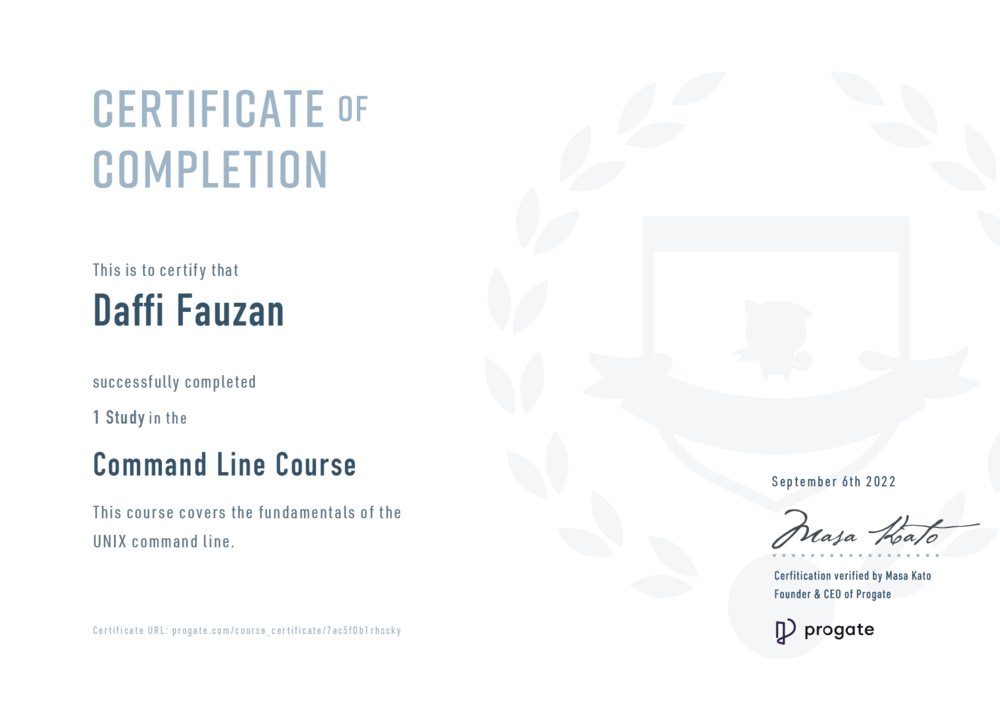 CERTIFICATE OF
COMPLETION
This is to certify that
Daffi Fauzan
successfully completed
1 Study in the
Command Line Course
This course covers the fundamentals of the
UNIX command line.
Certificate URL: progate.com/course_certificate/7ac5f0b1rhscky
September 6th 2022
Masa Kato
Cerfitication verified by Masa Kato
Founder & CEO of Progate
progate